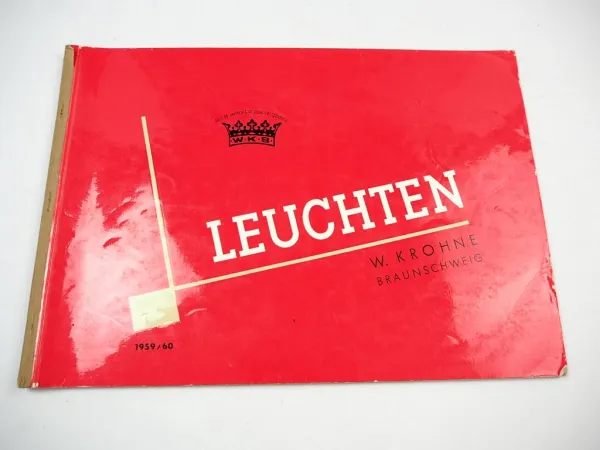 W·K·B
LEUCHTEN
W. KROHNE
BRAUNSCHWEIG
1959/60